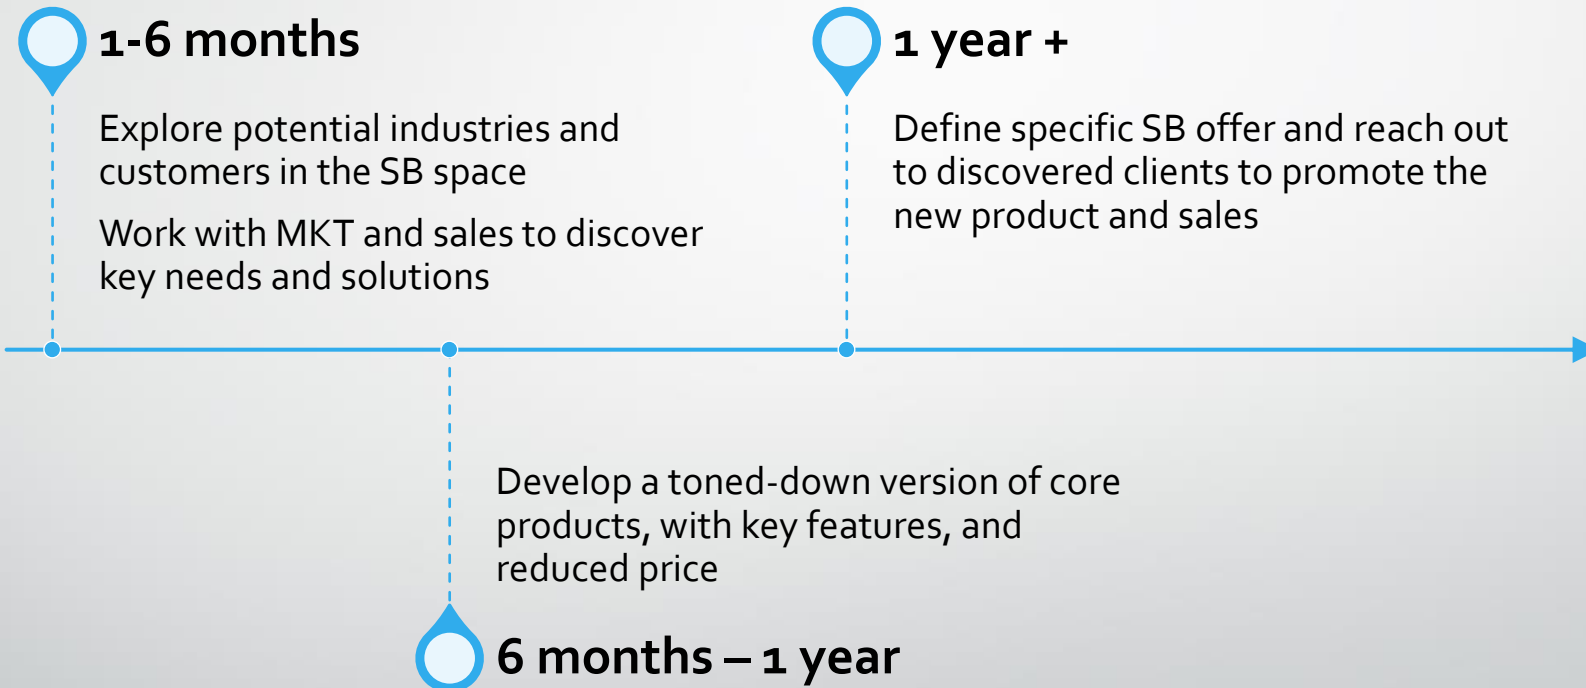 1-6 months
Explore potential industries and
customers in the SB space
Work with MKT and sales to discover
key needs and solutions
1 year +
Define specific SB offer and reach out
to discovered clients to promote the
new product and sales
Develop a toned-down version of core
products, with key features, and
reduced price
6 months – 1 year